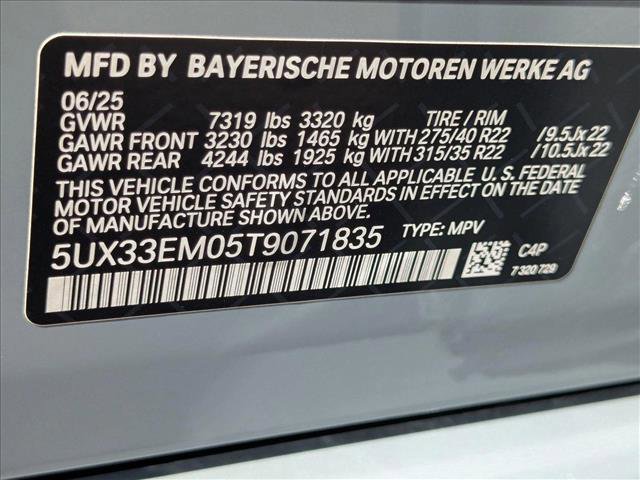 MFD BY BAYERISCHE MOTOREN WERKE AG
06/25
GVWR 7319 lbs 3320 kg TIRE / RIM
GAWR FRONT 3230 lbs 1465 kg WITH 275/40 R22 /9.5Jx22
GAWR REAR 4244 lbs 1925 kg WITH 315/35 R22 /10.5Jx22
THIS VEHICLE CONFORMS TO ALL APPLICABLE U. S. FEDERAL
MOTOR VEHICLE SAFETY STANDARDS IN EFFECT ON THE DATE
OF MANUFACTURE SHOWN ABOVE.
5UX33EM05T9071835 TYPE: MPV
C4P
7320729